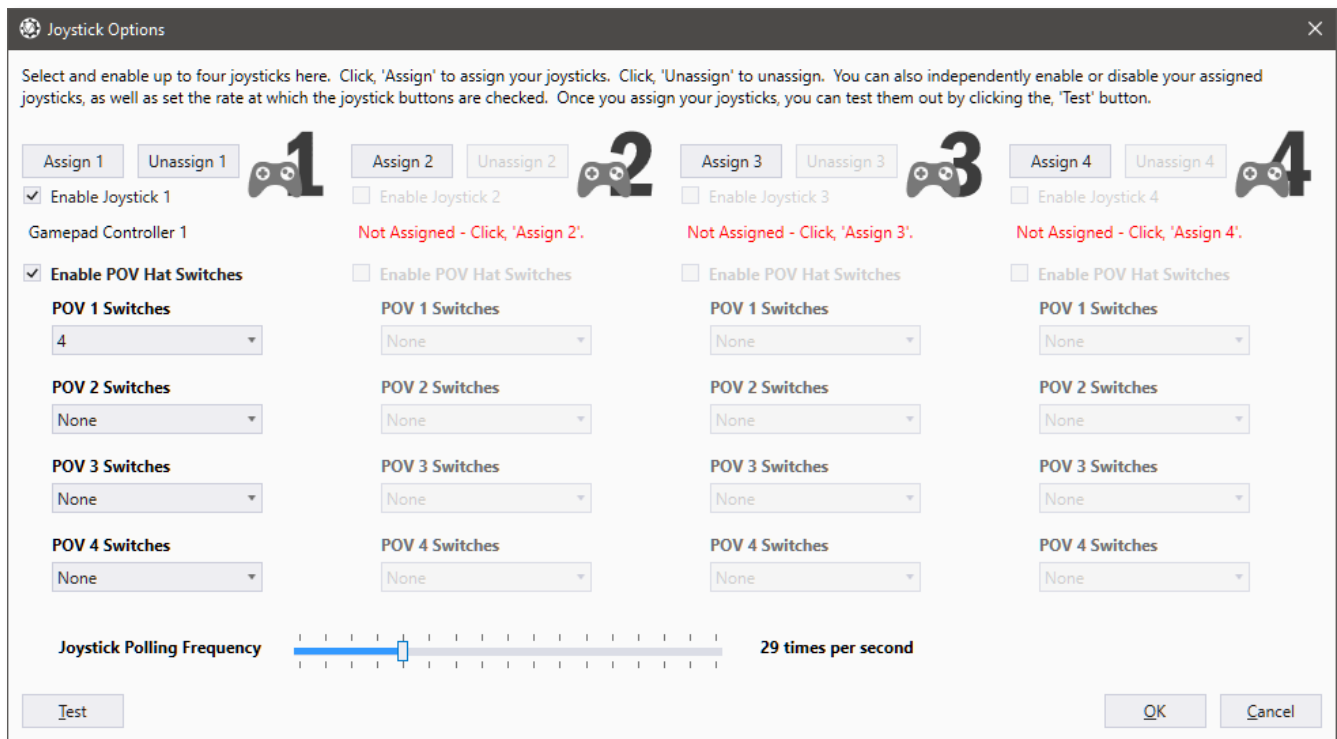 Joystick Options
Select and enable up to four joysticks here.  Click, 'Assign' to assign your joysticks.  Click, 'Unassign' to unassign.  You can also independently enable or disable your assigned
joysticks, as well as set the rate at which the joystick buttons are checked.  Once you assign your joysticks, you can test them out by clicking the, 'Test' button.
Assign 1 Unassign 1 1 Assign 2 Unassign 2 2 Assign 3 Unassign 3 3 Assign 4 Unassign 4 4
Enable Joystick 1 Enable Joystick 2 Enable Joystick 3 Enable Joystick 4
Gamepad Controller 1 Not Assigned - Click, 'Assign 2'. Not Assigned - Click, 'Assign 3'. Not Assigned - Click, 'Assign 4'.
Enable POV Hat Switches Enable POV Hat Switches Enable POV Hat Switches Enable POV Hat Switches
POV 1 Switches POV 1 Switches POV 1 Switches POV 1 Switches
4 None None None
POV 2 Switches POV 2 Switches POV 2 Switches POV 2 Switches
None None None None
POV 3 Switches POV 3 Switches POV 3 Switches POV 3 Switches
None None None None
POV 4 Switches POV 4 Switches POV 4 Switches POV 4 Switches
None None None None
Joystick Polling Frequency 29 times per second
Test OK Cancel